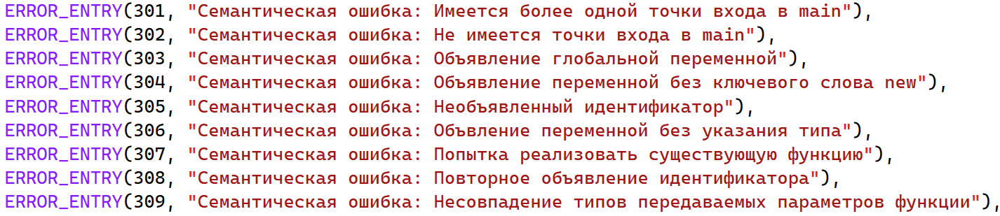 ERROR_ENTRY(301, "Семантическая ошибка: Имеется более одной точки входа в main"),
ERROR_ENTRY(302, "Семантическая ошибка: Не имеется точки входа в main"),
ERROR_ENTRY(303, "Семантическая ошибка: Объявление глобальной переменной"),
ERROR_ENTRY(304, "Семантическая ошибка: Объявление переменной без ключевого слова new"),
ERROR_ENTRY(305, "Семантическая ошибка: Необъявленный идентификатор"),
ERROR_ENTRY(306, "Семантическая ошибка: Объвление переменной без указания типа"),
ERROR_ENTRY(307, "Семантическая ошибка: Попытка реализовать существующую функцию"),
ERROR_ENTRY(308, "Семантическая ошибка: Повторное объявление идентификатора"),
ERROR_ENTRY(309, "Семантическая ошибка: Несовпадение типов передаваемых параметров функции"),